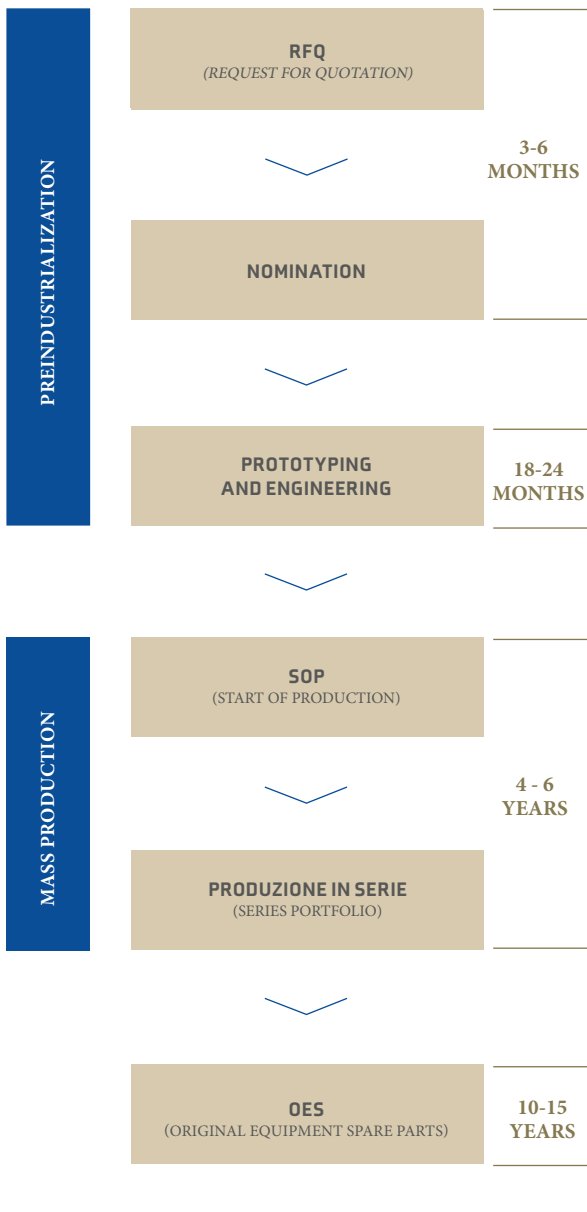 PREINDUSTRIALIZATION
RFQ
(REQUEST FOR QUOTATION)
3-6
MONTHS
NOMINATION
PROTOTYPING
AND ENGINEERING
18-24
MONTHS
MASS PRODUCTION
SOP
(START OF PRODUCTION)
4 - 6
YEARS
PRODUZIONE IN SERIE
(SERIES PORTFOLIO)
OES
(ORIGINAL EQUIPMENT SPARE PARTS)
10-15
YEARS